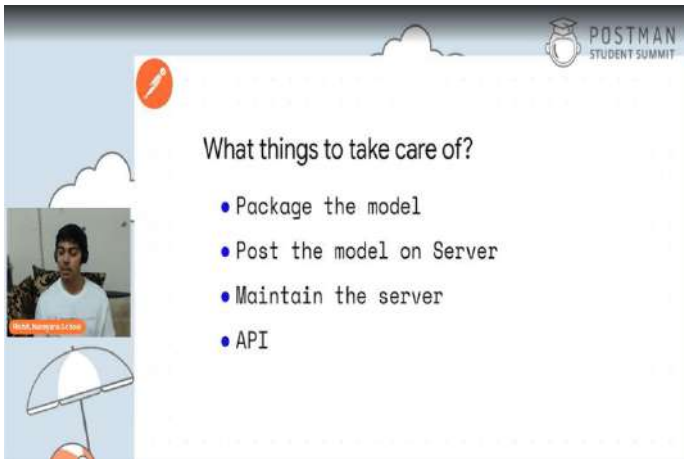 POSTMAN
STUDENT SUMMIT
What things to take care of?
Package the model
Post the model on Server
Maintain the server
API